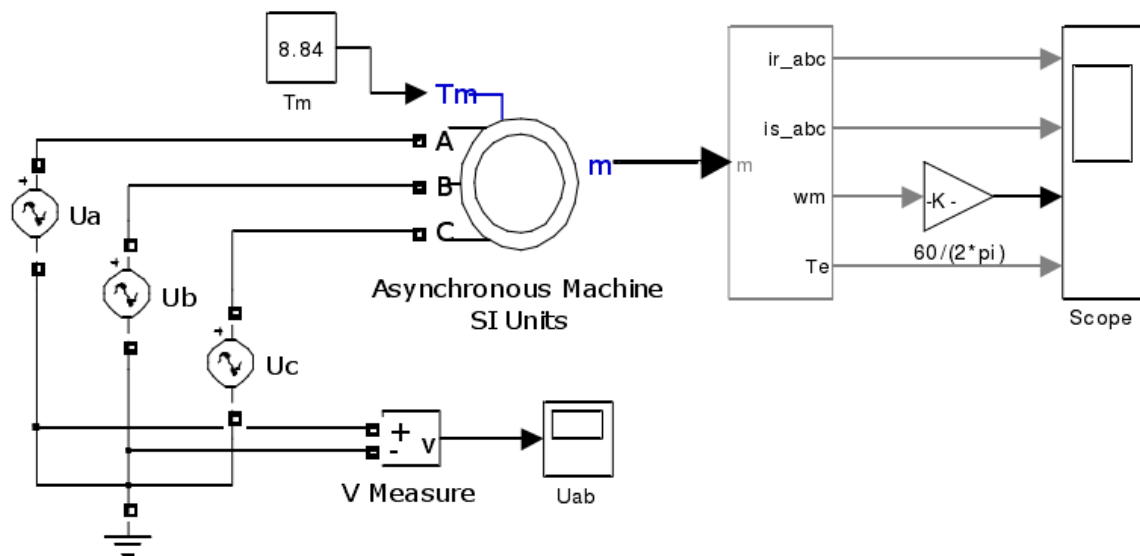 8.84
Tm
Tm
A
B
C
m
Asynchronous Machine
SI Units
Ua
Ub
Uc
+
+
+
+
-
v
V Measure
Uab
m
ir_abc
is_abc
wm
Te
-K-
60/(2*pi)
Scope